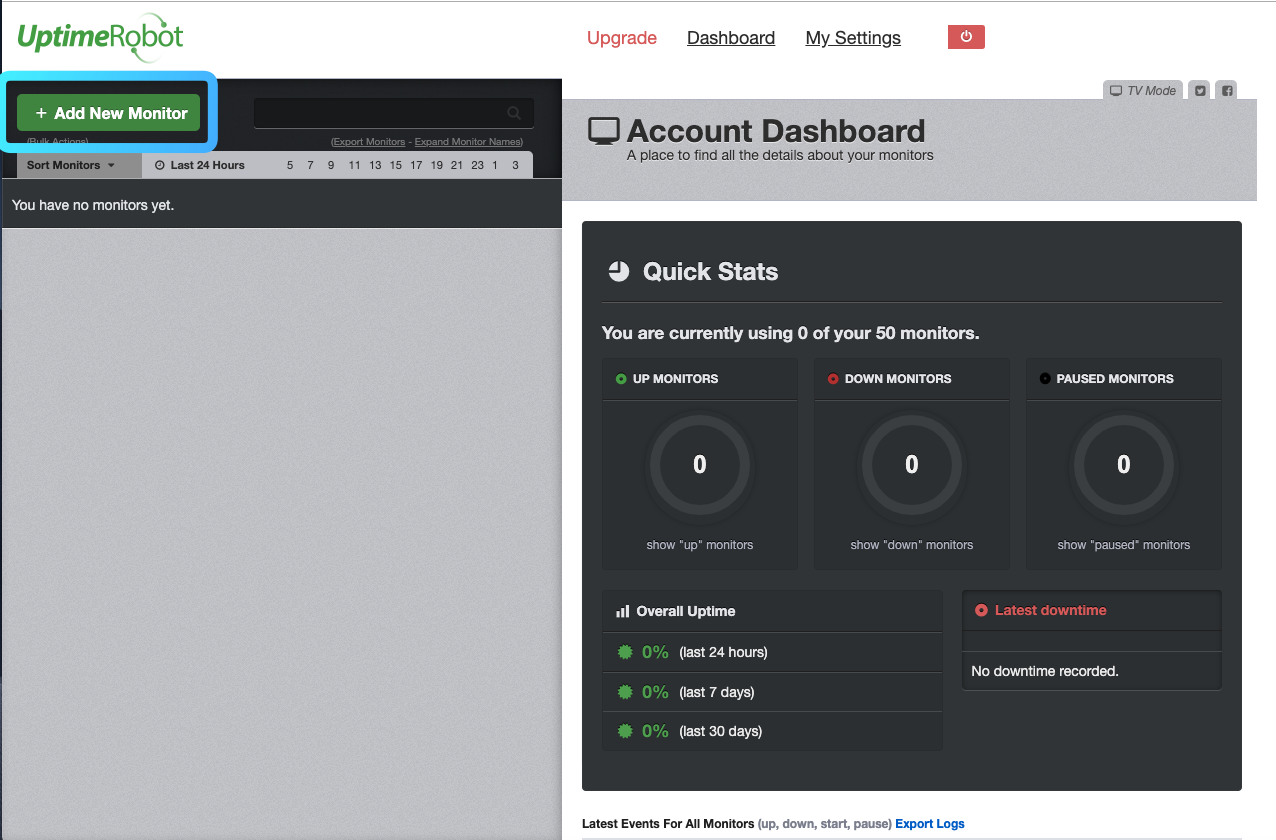 UptimeRobot
Upgrade Dashboard My Settings
+ Add New Monitor
(Bulk Actions)
(Export Monitors - Expand Monitor Names)
Sort Monitors
Last 24 Hours 5 7 9 11 13 15 17 19 21 23 1 3
You have no monitors yet.
TV Mode
Account Dashboard
A place to find all the details about your monitors
Quick Stats
You are currently using 0 of your 50 monitors.
UP MONITORS
0
show "up" monitors
DOWN MONITORS
0
show "down" monitors
PAUSED MONITORS
0
show "paused" monitors
Overall Uptime
0% (last 24 hours)
0% (last 7 days)
0% (last 30 days)
Latest downtime
No downtime recorded.
Latest Events For All Monitors (up, down, start, pause) Export Logs